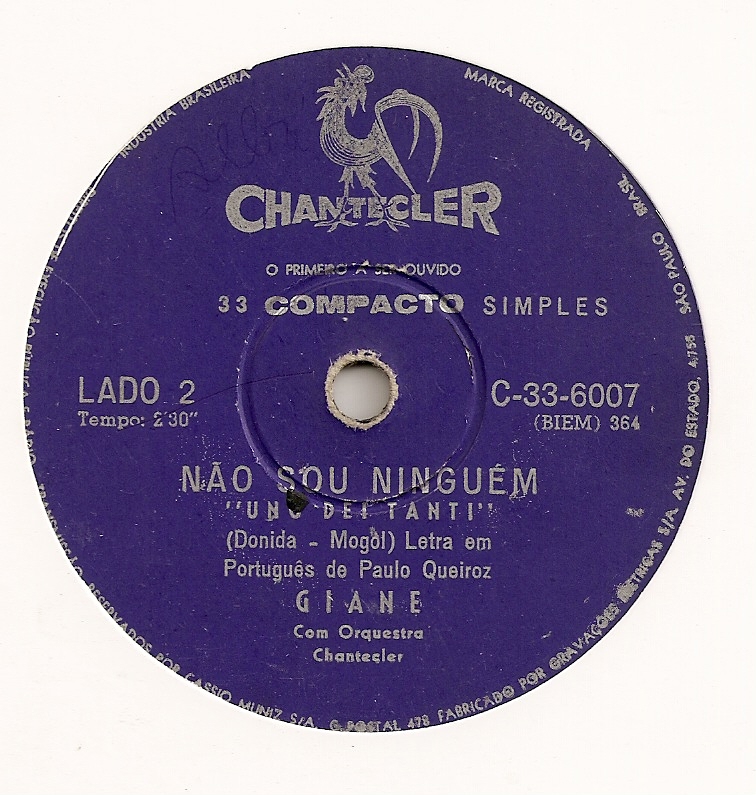 INDÚSTRIA BRASILEIRA
MARCA REGISTRADA
CHANTECLER
O PRIMEIRO A SER OUVIDO
33 COMPACTO SIMPLES
LADO 2
Tempo: 2'30"
C-33-6007
(BIEM) 364
NÃO SOU NINGUÉM
"UNO DEI TANTI"
(Donida - Mogol) Letra em
Português de Paulo Queiroz
GIANE
Com Orquestra
Chantecler
RESERVADOS POR CASSIO MUNIZ S/A. C. POSTAL 478 FABRICADO POR GRAVAÇÕES ELÉTRICAS S/A. AV. DO ESTADO, 4.755 SÃO PAULO BRASIL